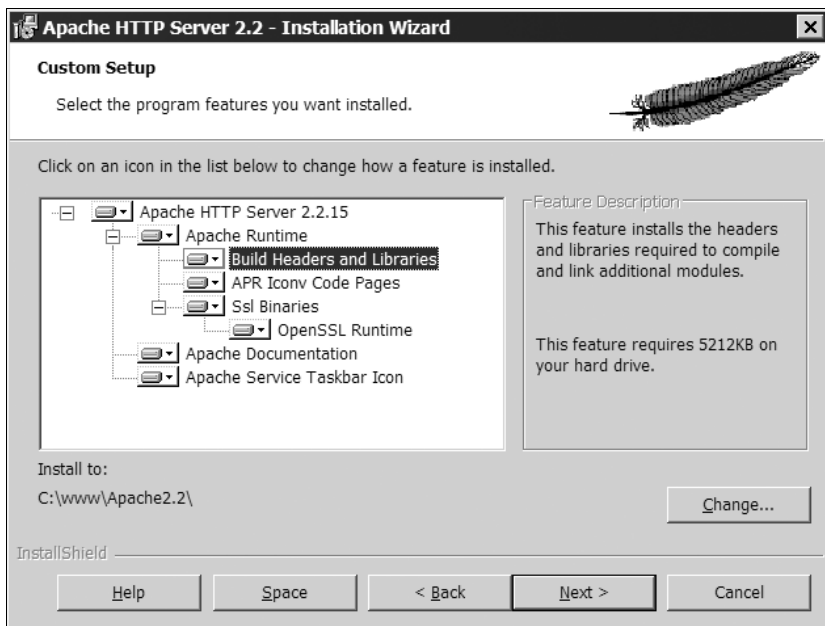 Apache HTTP Server 2.2 - Installation Wizard
Custom Setup
Select the program features you want installed.
Click on an icon in the list below to change how a feature is installed.
Apache HTTP Server 2.2.15
Apache Runtime
Build Headers and Libraries
APR Iconv Code Pages
Ssl Binaries
OpenSSL Runtime
Apache Documentation
Apache Service Taskbar Icon
Feature Description
This feature installs the headers
and libraries required to compile
and link additional modules.
This feature requires 5212KB on
your hard drive.
Install to:
C:\www\Apache2.2\
Change...
InstallShield
Help
Space
< Back
Next >
Cancel